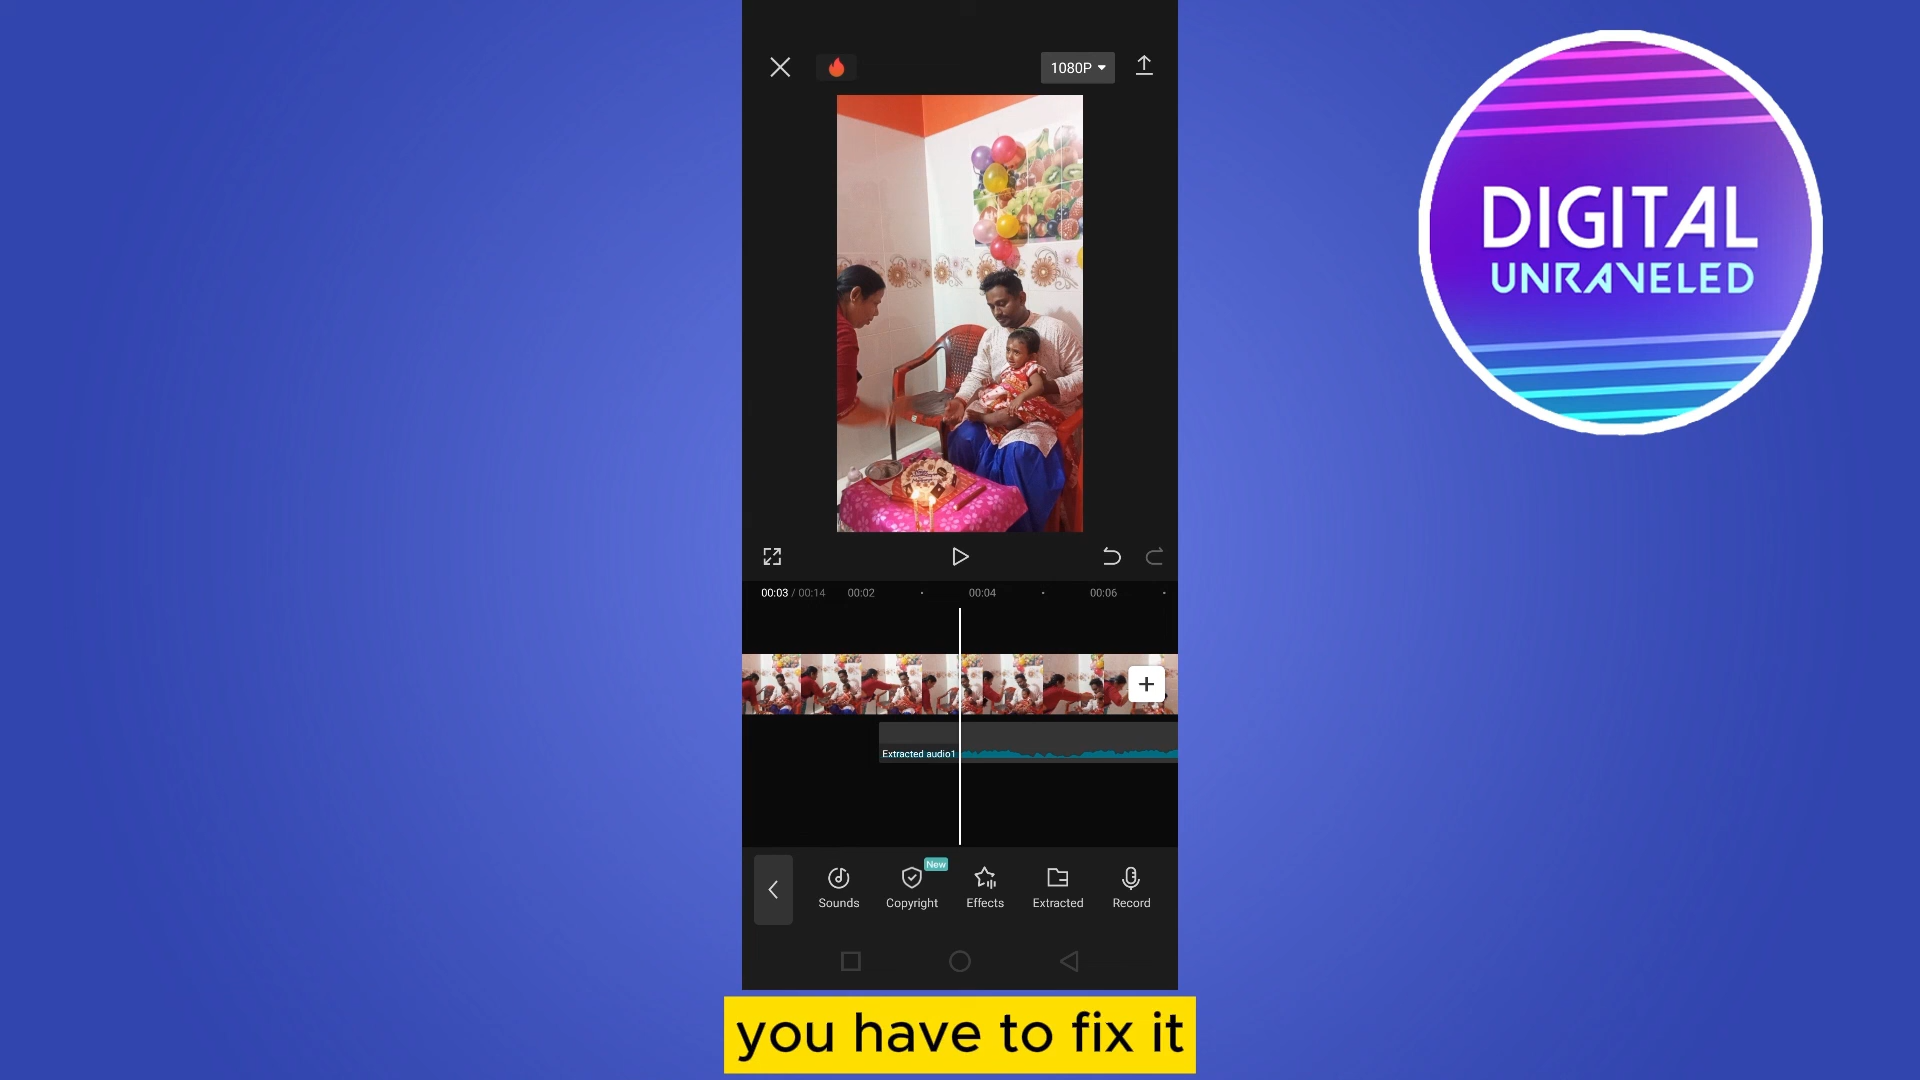 1080P
DIGITAL
UNRAVELED
00:03 / 00:14
00:02
00:04
00:06
Extracted audio1
New
Sounds
Copyright
Effects
Extracted
Record
you have to fix it